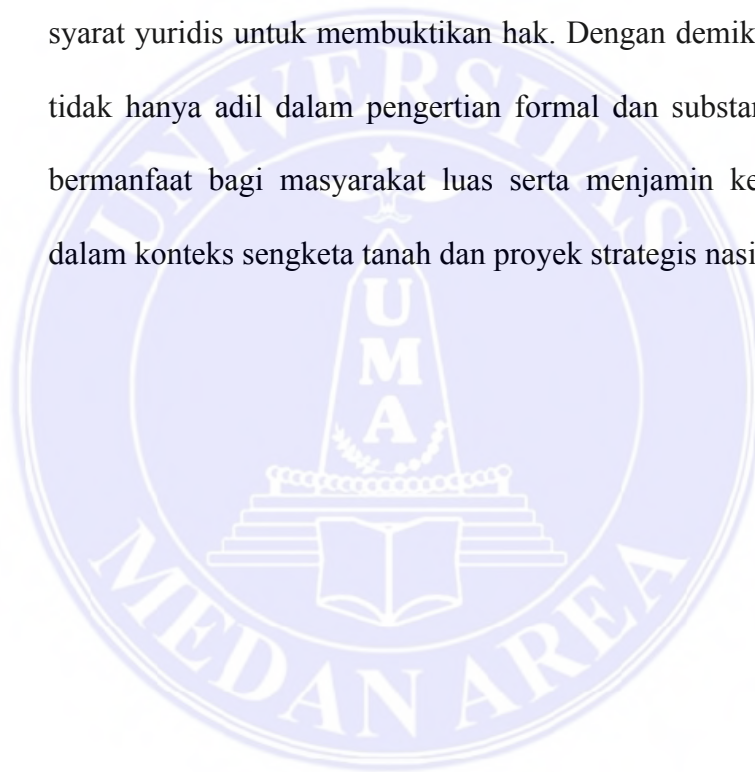 syarat yuridis untuk membuktikan hak. Dengan demik
tidak hanya adil dalam pengertian formal dan substan
bermanfaat bagi masyarakat luas serta menjamin ke
dalam konteks sengketa tanah dan proyek strategis nasi
UNIVERSITAS
U
M
A
MEDAN AREA